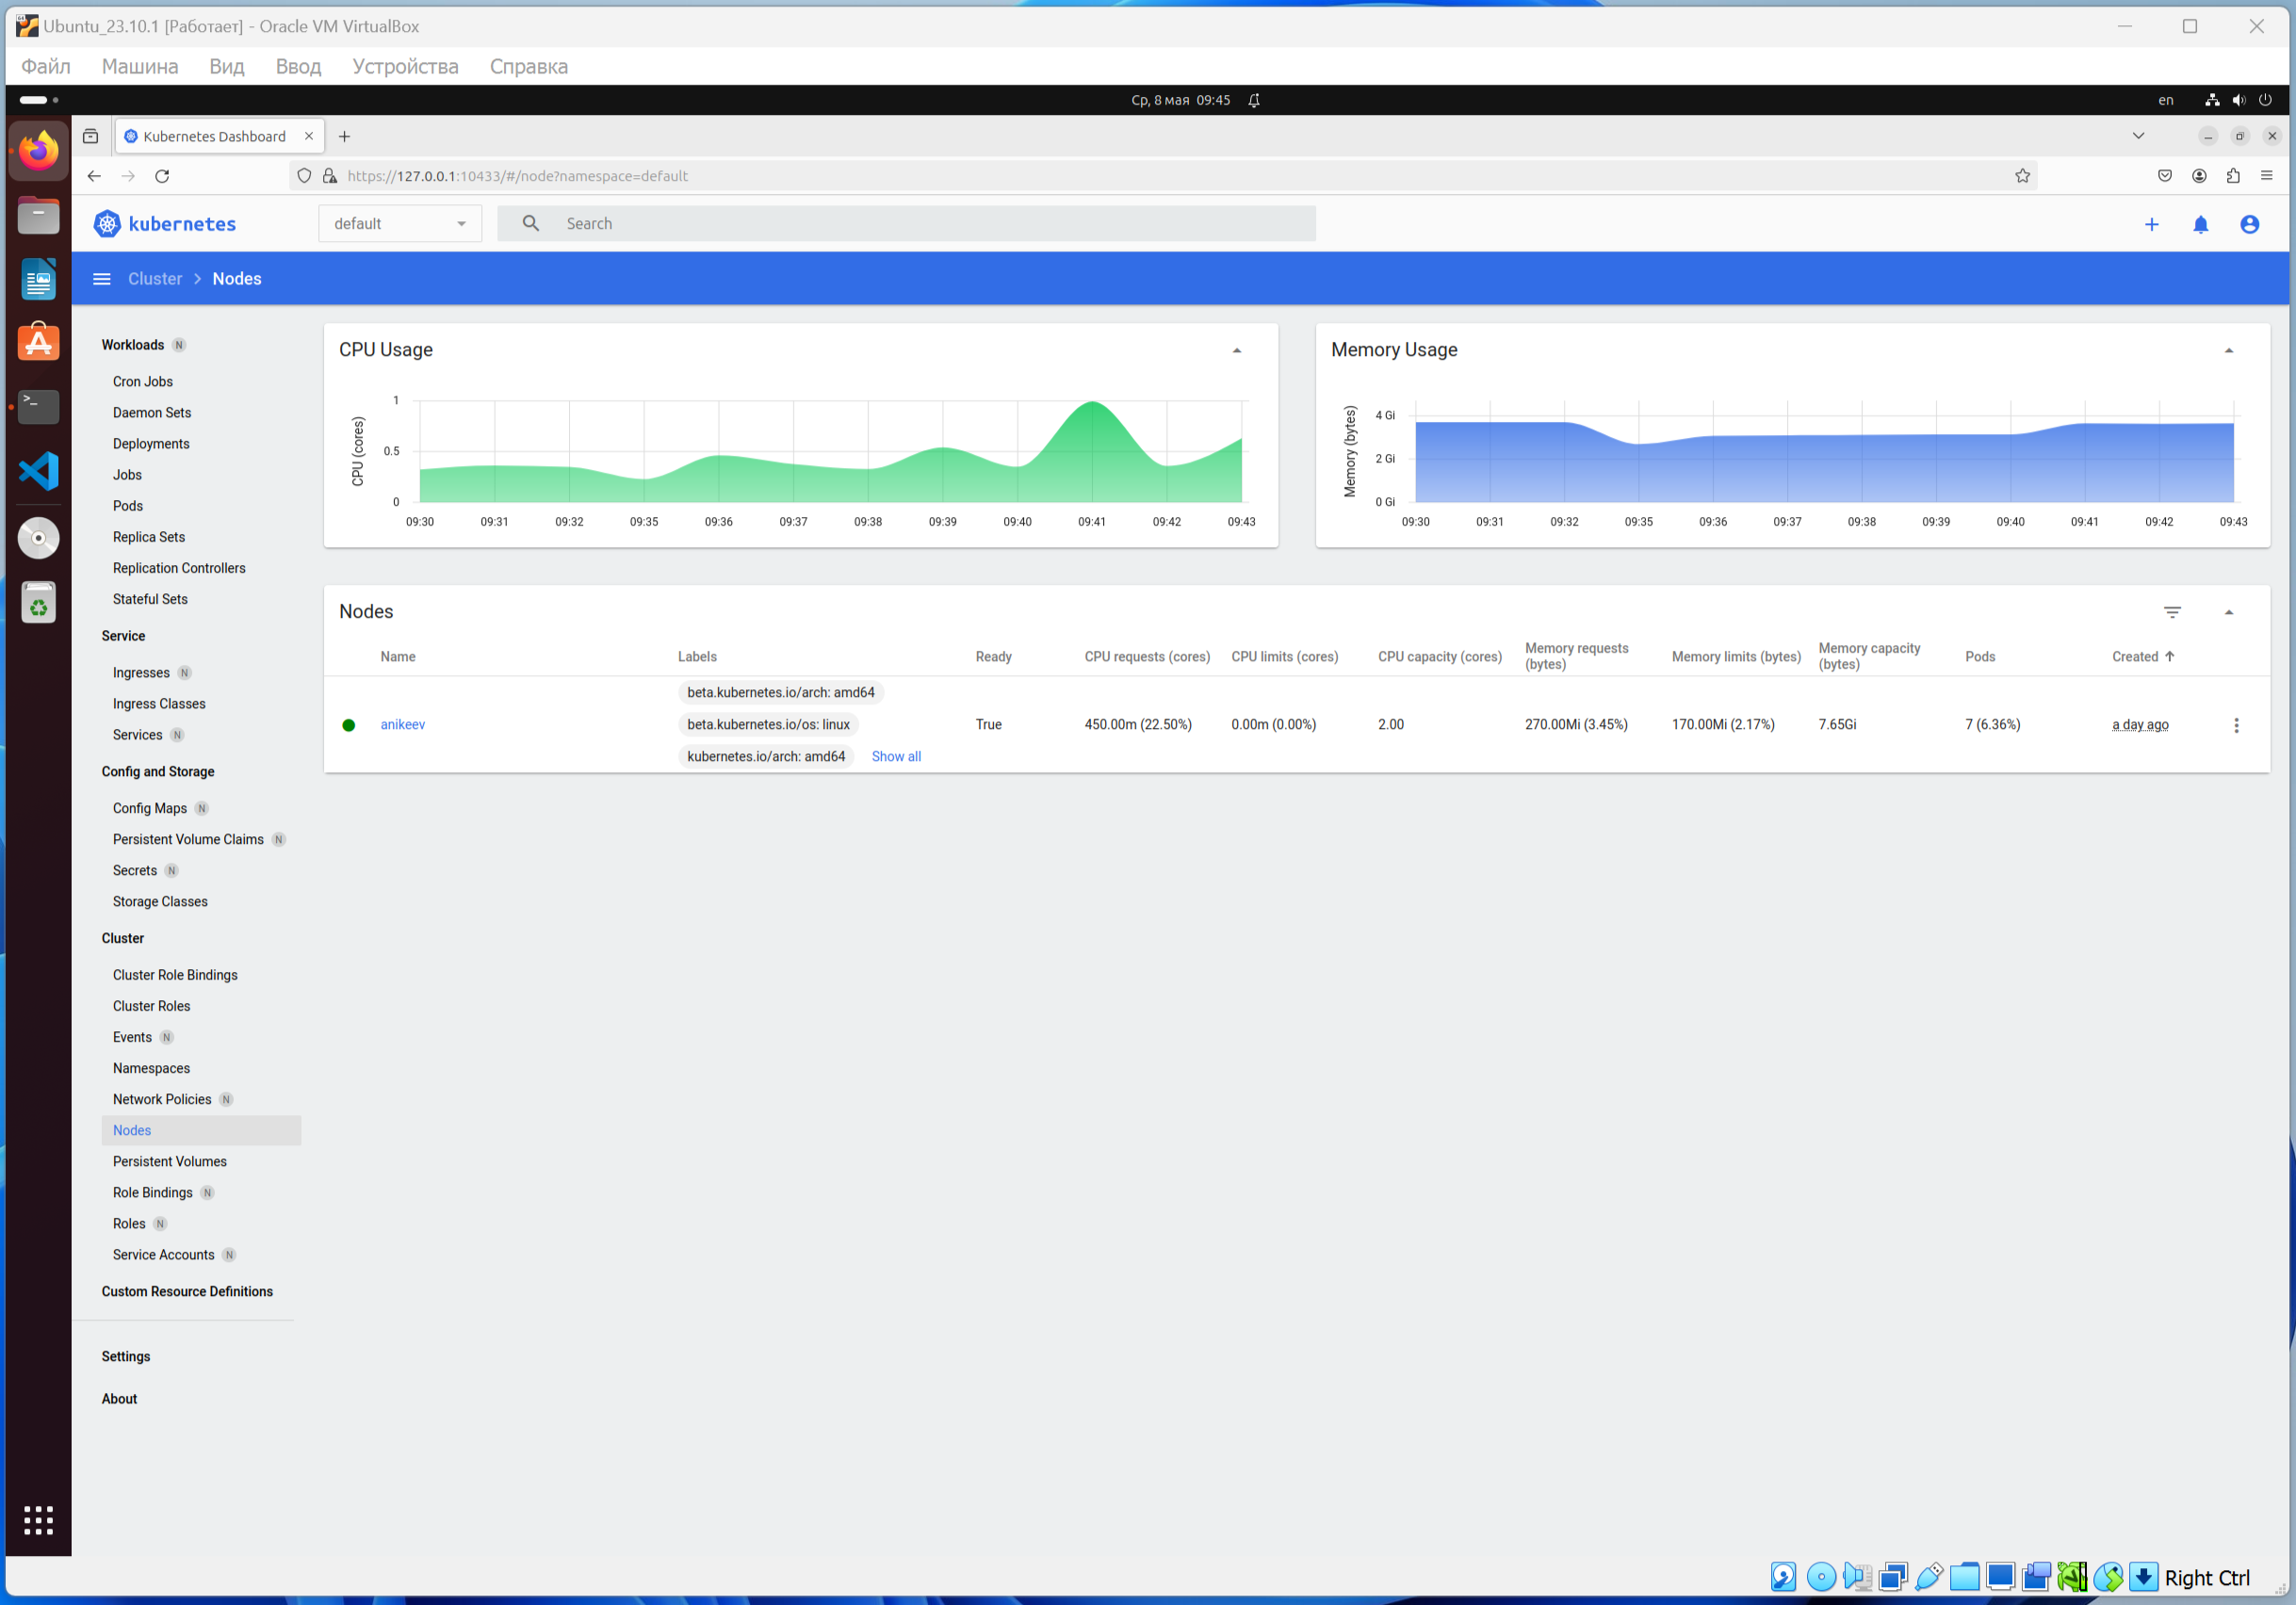 Ubuntu_23.10.1 [Работает] - Oracle VM VirtualBox
Файл Машина Вид Ввод Устройства Справка
Ср, 8 мая 09:45
en
Kubernetes Dashboard
https://127.0.0.1:10433/#/node?namespace=default
kubernetes
default
Search
Cluster > Nodes
Workloads N
Cron Jobs
Daemon Sets
Deployments
Jobs
Pods
Replica Sets
Replication Controllers
Stateful Sets
Service
Ingresses N
Ingress Classes
Services N
Config and Storage
Config Maps N
Persistent Volume Claims N
Secrets N
Storage Classes
Cluster
Cluster Role Bindings
Cluster Roles
Events N
Namespaces
Network Policies N
Nodes
Persistent Volumes
Role Bindings N
Roles N
Service Accounts N
Custom Resource Definitions
Settings
About
CPU Usage
CPU (cores)
1
0.5
0
09:30 09:31 09:32 09:35 09:36 09:37 09:38 09:39 09:40 09:41 09:42 09:43
Memory Usage
Memory (bytes)
4 Gi
2 Gi
0 Gi
09:30 09:31 09:32 09:35 09:36 09:37 09:38 09:39 09:40 09:41 09:42 09:43
Nodes
Name Labels Ready CPU requests (cores) CPU limits (cores) CPU capacity (cores) Memory requests (bytes) Memory limits (bytes) Memory capacity (bytes) Pods Created
beta.kubernetes.io/arch: amd64
anikeev beta.kubernetes.io/os: linux True 450.00m (22.50%) 0.00m (0.00%) 2.00 270.00Mi (3.45%) 170.00Mi (2.17%) 7.65Gi 7 (6.36%) a day ago
kubernetes.io/arch: amd64 Show all
Right Ctrl